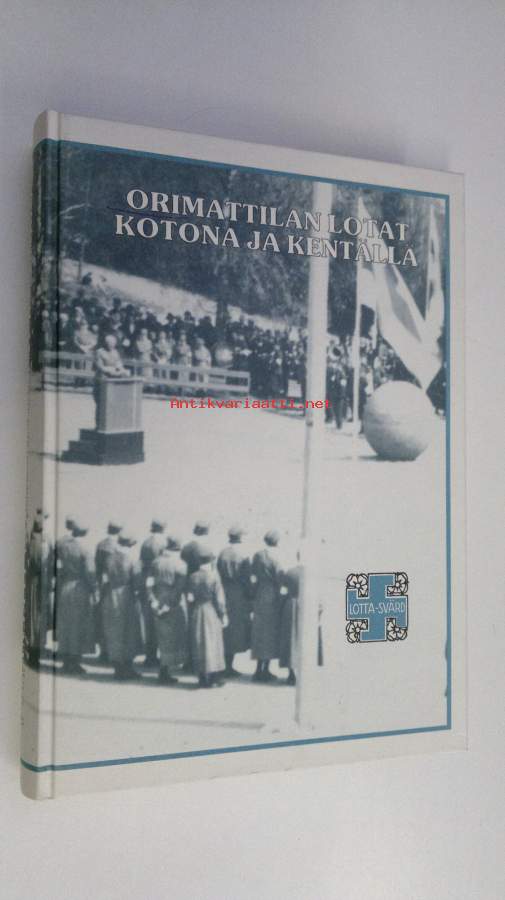 ORIMATTILAN LOTAT
KOTONA JA KENTÄLLÄ
Antikvariaatti.net
LOTTA-SVÄRD